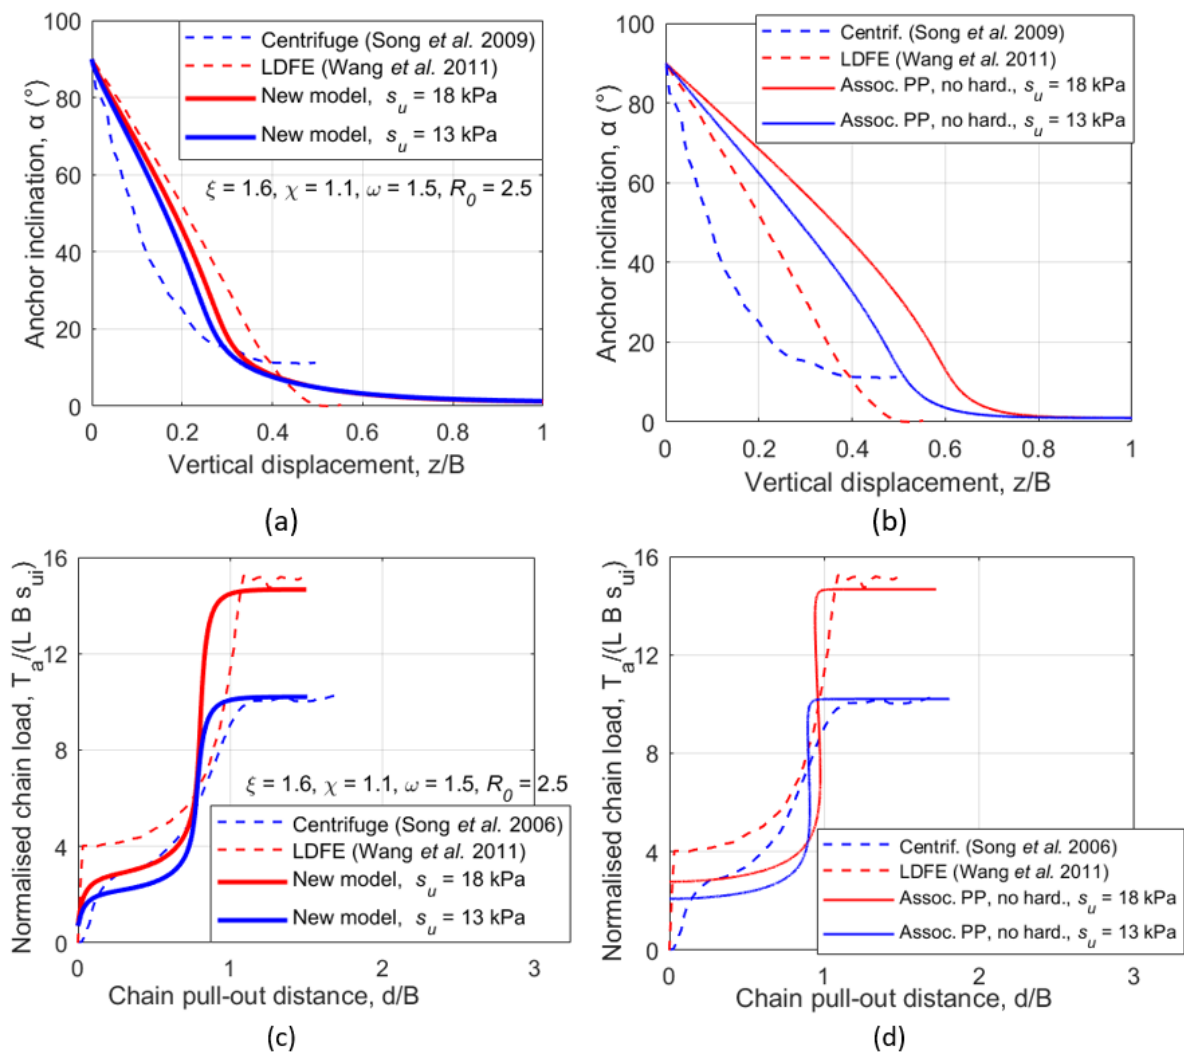 100
80
60
40
20
0
Anchor inclination, α (°)
Centrifuge (Song et al. 2009)
LDFE (Wang et al. 2011)
New model, s_u = 18 kPa
New model, s_u = 13 kPa
ξ = 1.6, χ = 1.1, ω = 1.5, R_0 = 2.5
0 0.2 0.4 0.6 0.8 1
Vertical displacement, z/B
(a)
100
80
60
40
20
0
Anchor inclination, α (°)
Centrif. (Song et al. 2009)
LDFE (Wang et al. 2011)
Assoc. PP, no hard., s_u = 18 kPa
Assoc. PP, no hard., s_u = 13 kPa
0 0.2 0.4 0.6 0.8 1
Vertical displacement, z/B
(b)
16
12
8
4
0
Normalised chain load, T_a/(L B s_ui)
ξ = 1.6, χ = 1.1, ω = 1.5, R_0 = 2.5
Centrifuge (Song et al. 2006)
LDFE (Wang et al. 2011)
New model, s_u = 18 kPa
New model, s_u = 13 kPa
0 1 2 3
Chain pull-out distance, d/B
(c)
16
12
8
4
0
Normalised chain load, T_a/(L B s_ui)
Centrif. (Song et al. 2006)
LDFE (Wang et al. 2011)
Assoc. PP, no hard., s_u = 18 kPa
Assoc. PP, no hard., s_u = 13 kPa
0 1 2 3
Chain pull-out distance, d/B
(d)